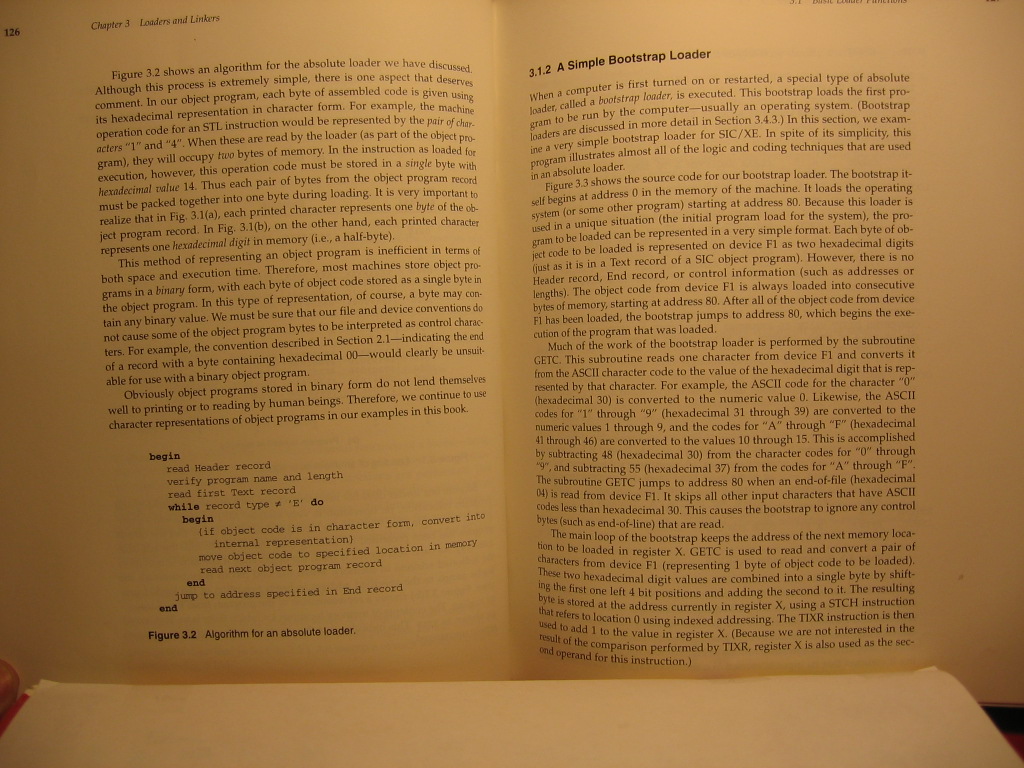 126
Chapter 3 Loaders and Linkers
Figure 3.2 shows an algorithm for the absolute loader we have discussed.
Although this process is extremely simple, there is one aspect that deserves
comment. In our object program, each byte of assembled code is given using
its hexadecimal representation in character form. For example, the machine
operation code for an STL instruction would be represented by the pair of char-
acters "1" and "4". When these are read by the loader (as part of the object pro-
gram), they will occupy two bytes of memory. In the instruction as loaded for
execution, however, this operation code must be stored in a single byte with
hexadecimal value 14. Thus each pair of bytes from the object program record
must be packed together into one byte during loading. It is very important to
realize that in Fig. 3.1(a), each printed character represents one byte of the ob-
ject program record. In Fig. 3.1(b), on the other hand, each printed character
represents one hexadecimal digit in memory (i.e., a half-byte).
This method of representing an object program is inefficient in terms of
both space and execution time. Therefore, most machines store object pro-
grams in a binary form, with each byte of object code stored as a single byte in
the object program. In this type of representation, of course, a byte may con-
tain any binary value. We must be sure that our file and device conventions do
not cause some of the object program bytes to be interpreted as control charac-
ters. For example, the convention described in Section 2.1—indicating the end
of a record with a byte containing hexadecimal 00—would clearly be unsuit-
able for use with a binary object program.
Obviously object programs stored in binary form do not lend themselves
well to printing or to reading by human beings. Therefore, we continue to use
character representations of object programs in our examples in this book.
begin
read Header record
verify program name and length
read first Text record
while record type ≠ 'E' do
begin
{if object code is in character form, convert into
internal representation}
move object code to specified location in memory
read next object program record
end
jump to address specified in End record
end
Figure 3.2 Algorithm for an absolute loader.
3.1 Basic Loader Functions
3.1.2 A Simple Bootstrap Loader
When a computer is first turned on or restarted, a special type of absolute
loader, called a bootstrap loader, is executed. This bootstrap loads the first pro-
gram to be run by the computer—usually an operating system. (Bootstrap
loaders are discussed in more detail in Section 3.4.3.) In this section, we exam-
ine a very simple bootstrap loader for SIC/XE. In spite of its simplicity, this
program illustrates almost all of the logic and coding techniques that are used
in an absolute loader.
Figure 3.3 shows the source code for our bootstrap loader. The bootstrap it-
self begins at address 0 in the memory of the machine. It loads the operating
system (or some other program) starting at address 80. Because this loader is
used in a unique situation (the initial program load for the system), the pro-
gram to be loaded can be represented in a very simple format. Each byte of ob-
ject code to be loaded is represented on device F1 as two hexadecimal digits
(just as it is in a Text record of a SIC object program). However, there is no
Header record, End record, or control information (such as addresses or
lengths). The object code from device F1 is always loaded into consecutive
bytes of memory, starting at address 80. After all of the object code from device
F1 has been loaded, the bootstrap jumps to address 80, which begins the exe-
cution of the program that was loaded.
Much of the work of the bootstrap loader is performed by the subroutine
GETC. This subroutine reads one character from device F1 and converts it
from the ASCII character code to the value of the hexadecimal digit that is rep-
resented by that character. For example, the ASCII code for the character "0"
(hexadecimal 30) is converted to the numeric value 0. Likewise, the ASCII
codes for "1" through "9" (hexadecimal 31 through 39) are converted to the
numeric values 1 through 9, and the codes for "A" through "F" (hexadecimal
41 through 46) are converted to the values 10 through 15. This is accomplished
by subtracting 48 (hexadecimal 30) from the character codes for "0" through
"9", and subtracting 55 (hexadecimal 37) from the codes for "A" through "F".
The subroutine GETC jumps to address 80 when an end-of-file (hexadecimal
04) is read from device F1. It skips all other input characters that have ASCII
codes less than hexadecimal 30. This causes the bootstrap to ignore any control
bytes (such as end-of-line) that are read.
The main loop of the bootstrap keeps the address of the next memory loca-
tion to be loaded in register X. GETC is used to read and convert a pair of
characters from device F1 (representing 1 byte of object code to be loaded).
These two hexadecimal digit values are combined into a single byte by shift-
ing the first one left 4 bit positions and adding the second to it. The resulting
byte is stored at the address currently in register X, using a STCH instruction
that refers to location 0 using indexed addressing. The TIXR instruction is then
used to add 1 to the value in register X. (Because we are not interested in the
result of the comparison performed by TIXR, register X is also used as the sec-
ond operand for this instruction.)